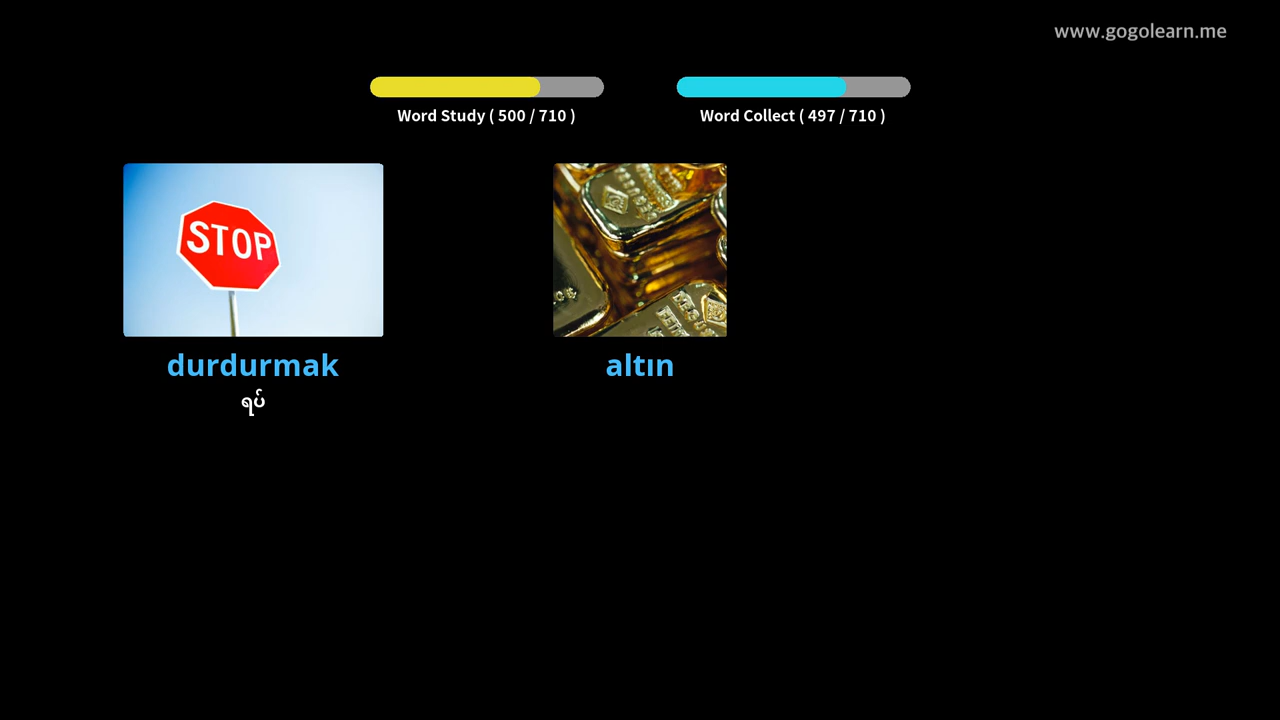 www.gogolearn.me
Word Study ( 500 / 710 )
Word Collect ( 497 / 710 )
STOP
durdurmak
ရပ်
altın